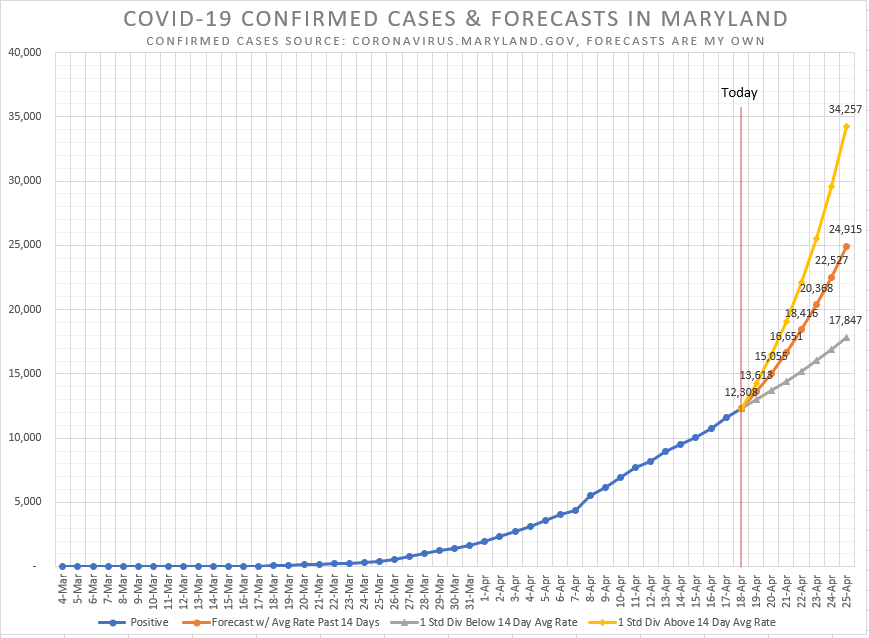 COVID-19 CONFIRMED CASES & FORECASTS IN MARYLAND
CONFIRMED CASES SOURCE: CORONAVIRUS.MARYLAND.GOV, FORECASTS ARE MY OWN
40,000
35,000
30,000
25,000
20,000
15,000
10,000
5,000
-
Today
34,257
24,915
22,527
20,368
18,416
17,847
16,651
15,055
13,613
12,308
4-Mar
5-Mar
6-Mar
7-Mar
8-Mar
9-Mar
10-Mar
11-Mar
12-Mar
13-Mar
14-Mar
15-Mar
16-Mar
17-Mar
18-Mar
19-Mar
20-Mar
21-Mar
22-Mar
23-Mar
24-Mar
25-Mar
26-Mar
27-Mar
28-Mar
29-Mar
30-Mar
31-Mar
1-Apr
2-Apr
3-Apr
4-Apr
5-Apr
6-Apr
7-Apr
8-Apr
9-Apr
10-Apr
11-Apr
12-Apr
13-Apr
14-Apr
15-Apr
16-Apr
17-Apr
18-Apr
19-Apr
20-Apr
21-Apr
22-Apr
23-Apr
24-Apr
25-Apr
Positive
Forecast w/ Avg Rate Past 14 Days
1 Std Div Below 14 Day Avg Rate
1 Std Div Above 14 Day Avg Rate